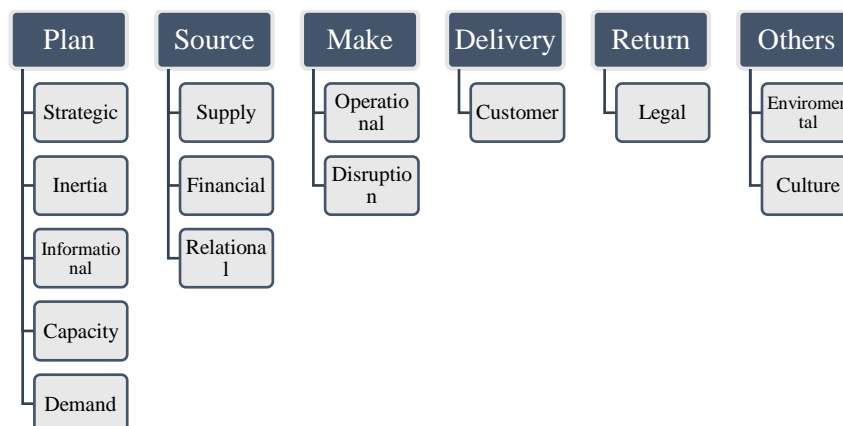 Plan
Strategic
Inertia
Informatio
nal
Capacity
Demand
Source
Supply
Financial
Relationa
l
Make
Operatio
nal
Disruptio
n
Delivery
Customer
Return
Legal
Others
Enviromen
tal
Culture